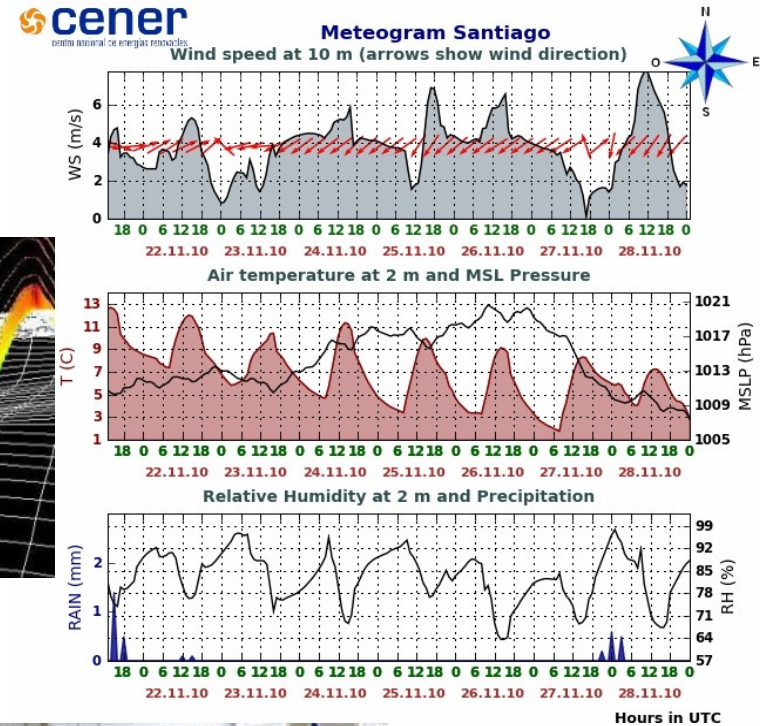 cener
centro nacional de energías renovables
Meteogram Santiago
Wind speed at 10 m (arrows show wind direction)
N
O E
S
WS (m/s)
6
4
2
0
18 0 6 12 18 0 6 12 18 0 6 12 18 0 6 12 18 0 6 12 18 0 6 12 18 0 6 12 18 0
22.11.10 23.11.10 24.11.10 25.11.10 26.11.10 27.11.10 28.11.10
Air temperature at 2 m and MSL Pressure
T (C)
13
11
9
7
5
3
1
1021
1017
1013
1009
1005
MSLP (hPa)
18 0 6 12 18 0 6 12 18 0 6 12 18 0 6 12 18 0 6 12 18 0 6 12 18 0 6 12 18 0
22.11.10 23.11.10 24.11.10 25.11.10 26.11.10 27.11.10 28.11.10
Relative Humidity at 2 m and Precipitation
RAIN (mm)
2
1
0
99
92
85
78
71
64
57
RH (%)
18 0 6 12 18 0 6 12 18 0 6 12 18 0 6 12 18 0 6 12 18 0 6 12 18 0 6 12 18 0
22.11.10 23.11.10 24.11.10 25.11.10 26.11.10 27.11.10 28.11.10
Hours in UTC